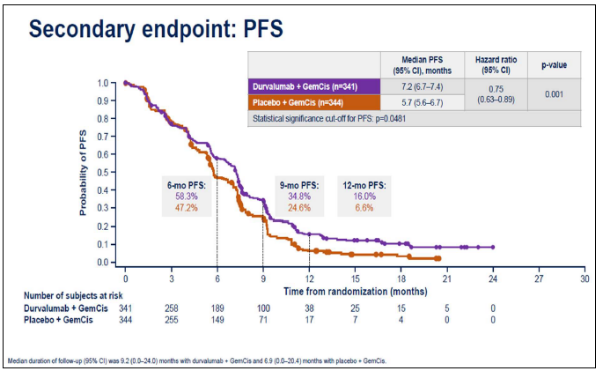 Secondary endpoint: PFS
Median PFS (95% CI), months
Hazard ratio (95% CI)
p-value
Durvalumab + GemCis (n=341) 7.2 (6.7–7.4) 0.75 (0.63–0.89) 0.001
Placebo + GemCis (n=344) 5.7 (5.6–6.7)
Statistical significance cut-off for PFS: p=0.0481
Probability of PFS
1.0
0.9
0.8
0.7
0.6
0.5
0.4
0.3
0.2
0.1
0.0
6-mo PFS:
58.3%
47.2%
9-mo PFS:
34.8%
24.6%
12-mo PFS:
16.0%
6.6%
0 3 6 9 12 15 18 21 24 27 30
Time from randomization (months)
Number of subjects at risk
Durvalumab + GemCis 341 258 189 100 38 25 15 5 0
Placebo + GemCis 344 255 149 71 17 7 4 0 0
Median duration of follow-up (95% CI) was 9.2 (0.0–24.0) months with durvalumab + GemCis and 6.9 (0.0–20.4) months with placebo + GemCis.